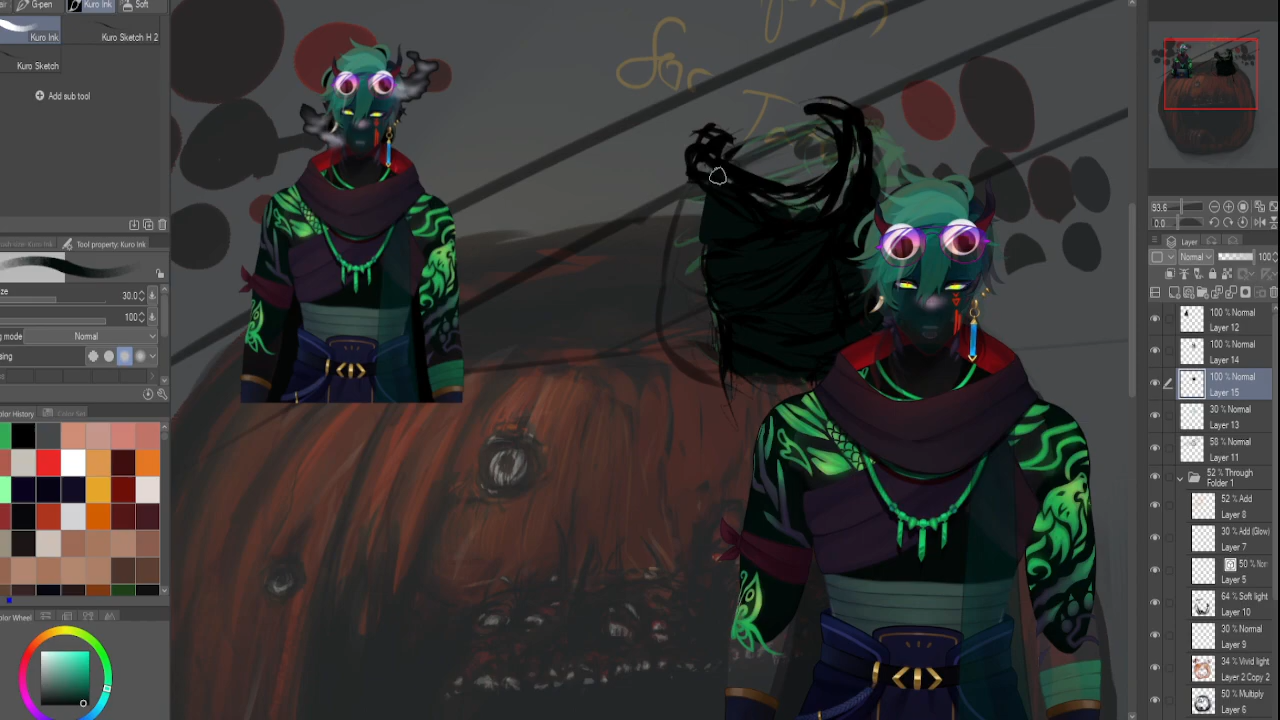 G-pen
Kuro Ink
Soft
Kuro Ink
Kuro Sketch H 2
Kuro Sketch
Add sub tool
Tool property: Kuro Ink
30.0
100
Normal
Color History
Color Set
Color Wheel
for
93.6
0.0
Layer
Normal
100
100 % Normal
Layer 12
100 % Normal
Layer 14
100 % Normal
Layer 15
30 % Normal
Layer 13
58 % Normal
Layer 11
52 % Through
Folder 1
52 % Add
Layer 8
30 % Add (Glow)
Layer 7
50 % Nor
Layer 5
64 % Soft light
Layer 10
30 % Normal
Layer 9
34 % Vivid light
Layer 2 Copy 2
50 % Multiply
Layer 6